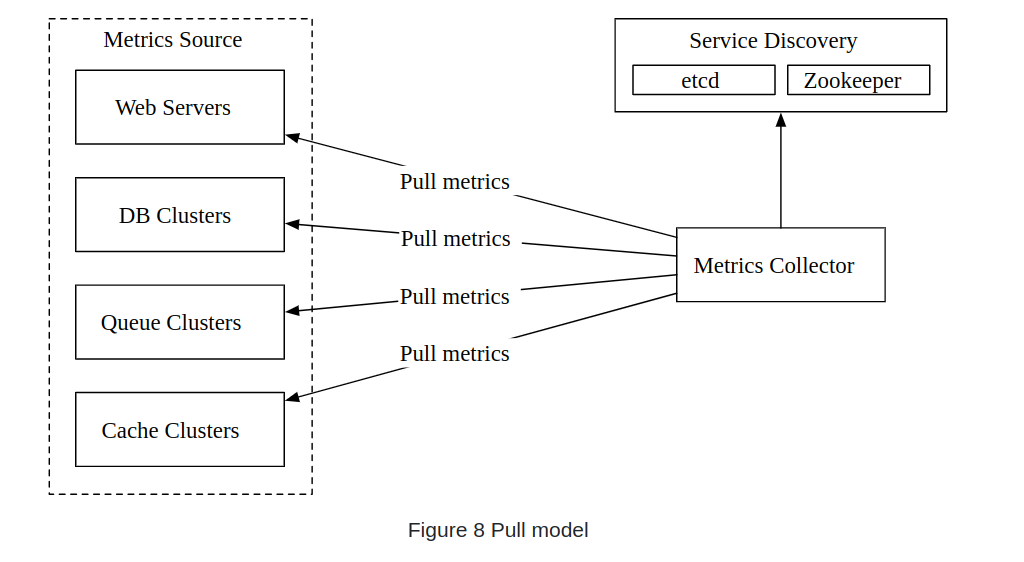 Metrics Source
Web Servers
DB Clusters
Queue Clusters
Cache Clusters
Pull metrics
Pull metrics
Pull metrics
Pull metrics
Service Discovery
etcd
Zookeeper
Metrics Collector
Figure 8 Pull model